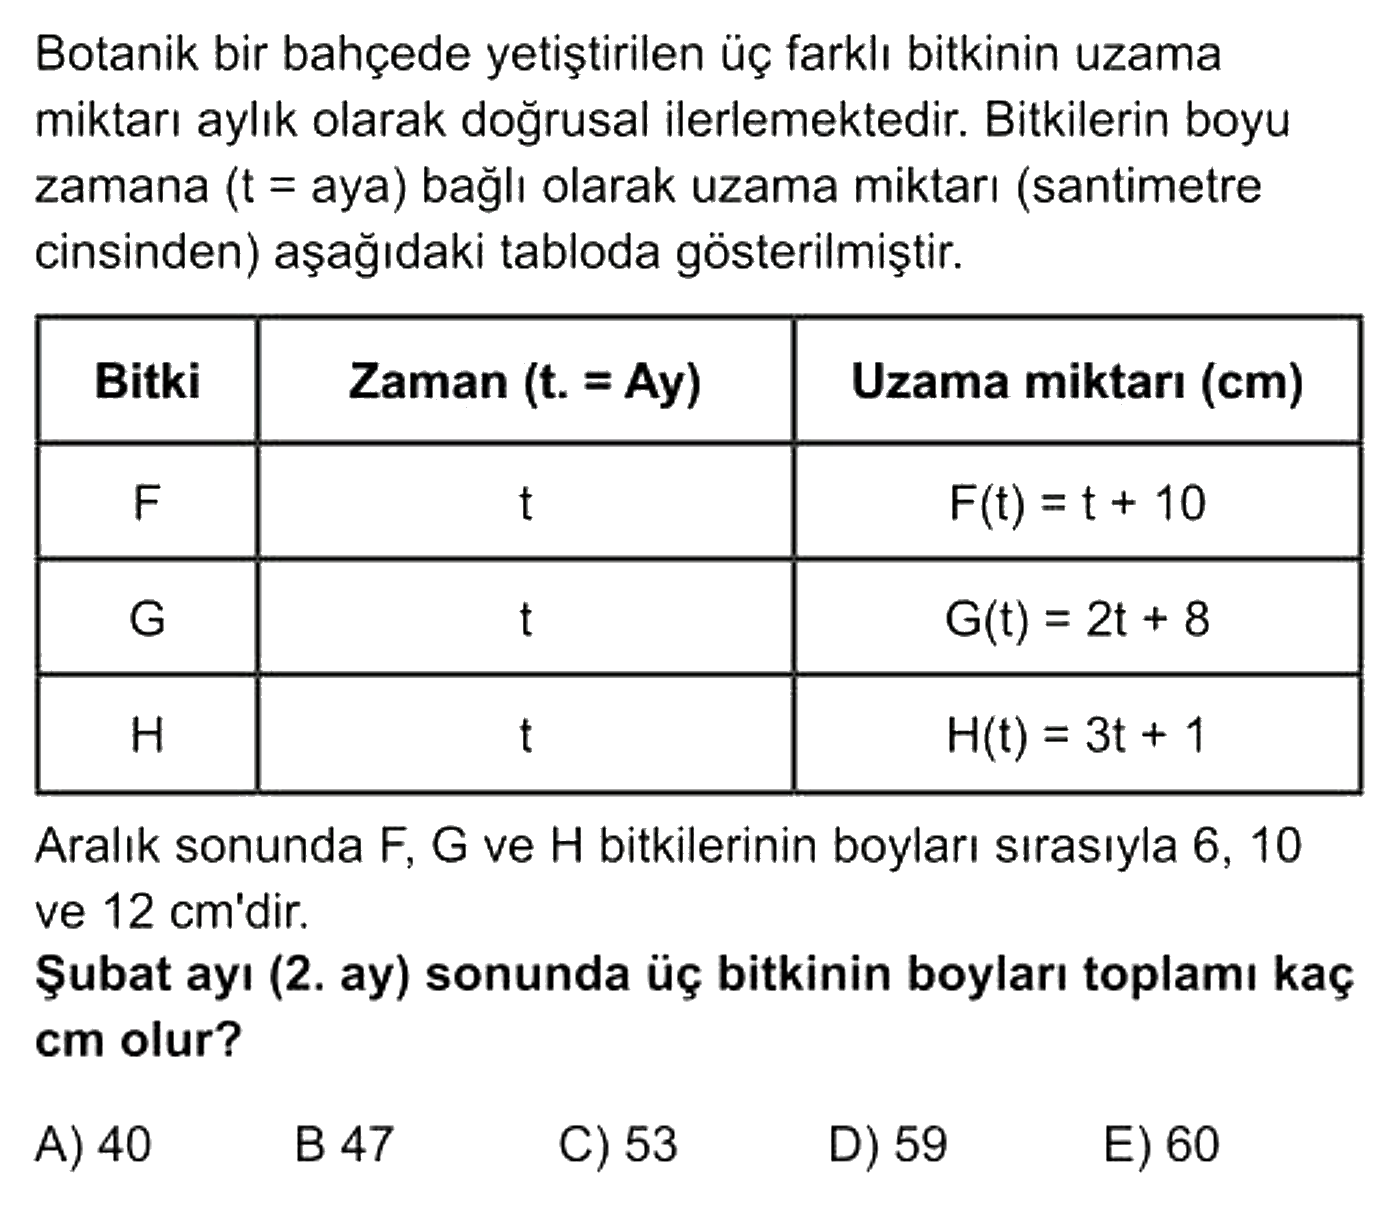 Botanik bir bahçede yetiştirilen üç farklı bitkinin uzama
miktarı aylık olarak doğrusal ilerlemektedir. Bitkilerin boyu
zamana (t = aya) bağlı olarak uzama miktarı (santimetre
cinsinden) aşağıdaki tabloda gösterilmiştir.
Bitki Zaman (t. = Ay) Uzama miktarı (cm)
F t F(t) = t + 10
G t G(t) = 2t + 8
H t H(t) = 3t + 1
Aralık sonunda F, G ve H bitkilerinin boyları sırasıyla 6, 10
ve 12 cm'dir.
Şubat ayı (2. ay) sonunda üç bitkinin boyları toplamı kaç
cm olur?
A) 40 B 47 C) 53 D) 59 E) 60